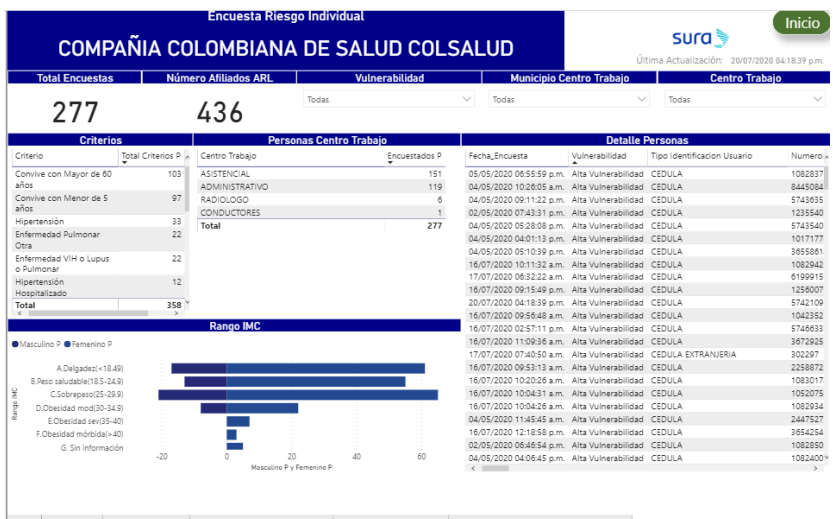 Encuesta Riesgo Individual
COMPAÑIA COLOMBIANA DE SALUD COLSALUD
sura
Inicio
Última Actualización: 20/07/2020 04:18:39 p.m.
Total Encuestas
277
Número Afiliados ARL
436
Vulnerabilidad
Todas
Municipio Centro Trabajo
Todas
Centro Trabajo
Todas
Criterios
Criterio Total Criterios P
Convive con Mayor de 60 103
años
Convive con Menor de 5 97
años
Hipertensión 33
Enfermedad Pulmonar 22
Otra
Enfermedad VIH o Lupus 22
o Pulmonar
Hipertensión 12
Hospitalizado
Total 358
Personas Centro Trabajo
Centro Trabajo Encuestados P
ASISTENCIAL 151
ADMINISTRATIVO 119
RADIOLOGO 6
CONDUCTORES 1
Total 277
Detalle Personas
Fecha_Encuesta Vulnerabilidad Tipo Identificacion Usuario Numero
05/05/2020 06:55:59 p.m. Alta Vulnerabilidad CEDULA 1082837
04/05/2020 10:26:05 a.m. Alta Vulnerabilidad CEDULA 8445084
04/05/2020 09:11:22 p.m. Alta Vulnerabilidad CEDULA 5743635
02/05/2020 07:43:31 p.m. Alta Vulnerabilidad CEDULA 1235540
04/05/2020 05:28:08 p.m. Alta Vulnerabilidad CEDULA 5743540
04/05/2020 04:01:13 p.m. Alta Vulnerabilidad CEDULA 1017177
04/05/2020 05:10:39 p.m. Alta Vulnerabilidad CEDULA 3655861
16/07/2020 10:11:32 a.m. Alta Vulnerabilidad CEDULA 1082942
17/07/2020 06:32:22 a.m. Alta Vulnerabilidad CEDULA 6199915
16/07/2020 09:15:49 p.m. Alta Vulnerabilidad CEDULA 1256007
20/07/2020 04:18:39 p.m. Alta Vulnerabilidad CEDULA 5742109
16/07/2020 09:56:48 a.m. Alta Vulnerabilidad CEDULA 1042352
16/07/2020 02:57:11 p.m. Alta Vulnerabilidad CEDULA 5746633
16/07/2020 11:09:36 a.m. Alta Vulnerabilidad CEDULA 3672925
17/07/2020 07:40:50 a.m. Alta Vulnerabilidad CEDULA EXTRANJERIA 302297
16/07/2020 09:53:13 a.m. Alta Vulnerabilidad CEDULA 2258872
16/07/2020 10:20:26 a.m. Alta Vulnerabilidad CEDULA 1083017
16/07/2020 10:04:31 a.m. Alta Vulnerabilidad CEDULA 1052075
16/07/2020 10:04:26 a.m. Alta Vulnerabilidad CEDULA 1082934
04/05/2020 11:45:45 a.m. Alta Vulnerabilidad CEDULA 2447527
16/07/2020 12:18:58 p.m. Alta Vulnerabilidad CEDULA 3654254
02/05/2020 06:46:54 p.m. Alta Vulnerabilidad CEDULA 1082850
04/05/2020 04:06:45 p.m. Alta Vulnerabilidad CEDULA 1082400
Rango IMC
Masculino P Femenino P
Rango IMC
A.Delgadez(<18.49)
B.Peso saludable(18.5-24.9)
C.Sobrepeso(25-29.9)
D.Obesidad mod(30-34.9)
E.Obesidad sev(35-40)
F.Obesidad mórbida(>40)
G. Sin Información
-20 0 20 40 60
Masculino P y Femenino P